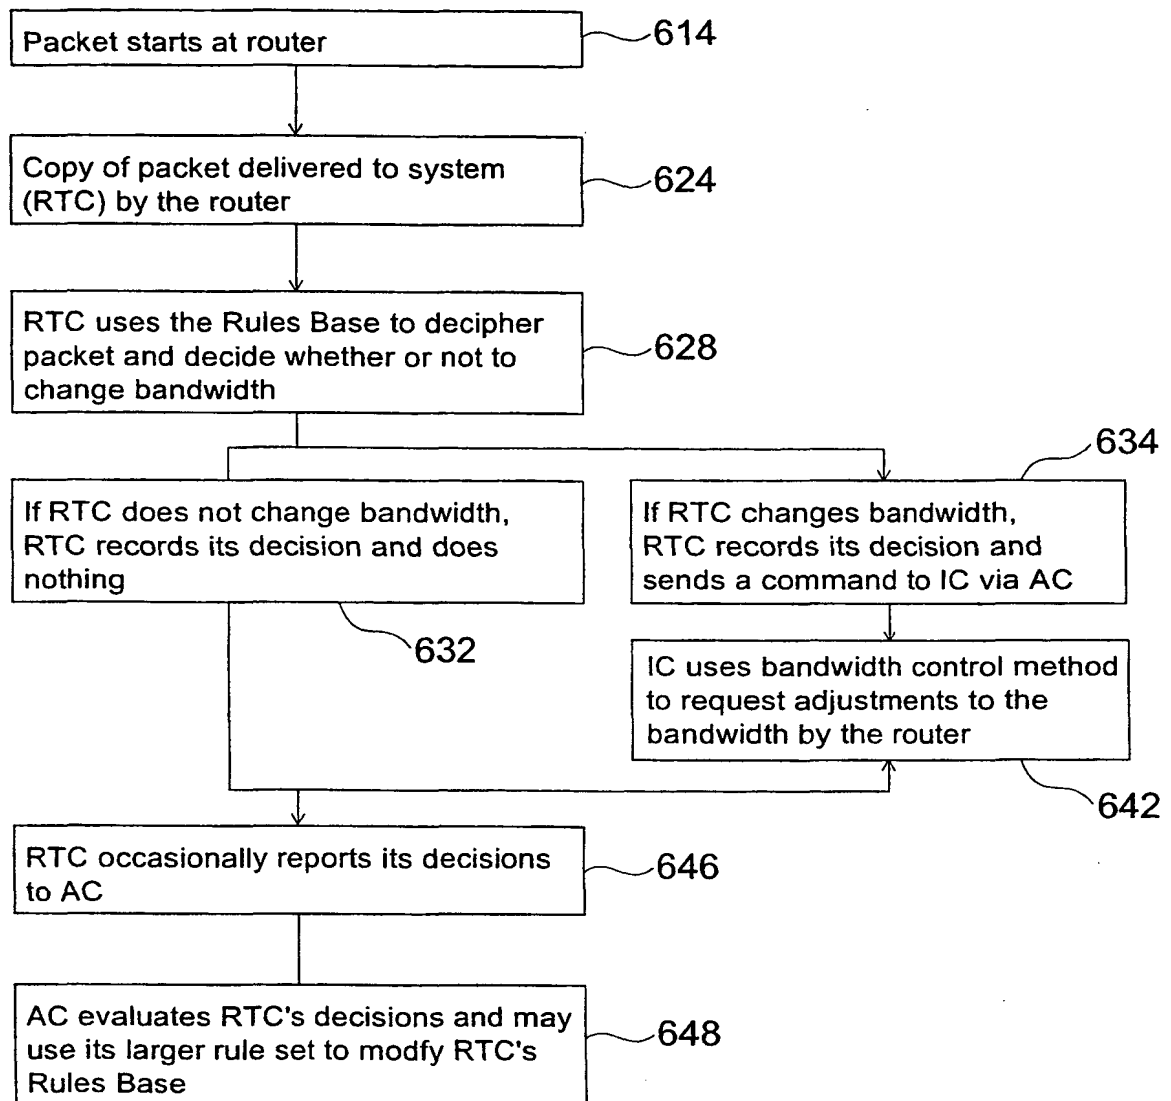 Packet starts at router
614
Copy of packet delivered to system
(RTC) by the router
624
RTC uses the Rules Base to decipher
packet and decide whether or not to
change bandwidth
628
634
If RTC does not change bandwidth,
RTC records its decision and does
nothing
632
If RTC changes bandwidth,
RTC records its decision and
sends a command to IC via AC
IC uses bandwidth control method
to request adjustments to the
bandwidth by the router
642
RTC occasionally reports its decisions
to AC
646
AC evaluates RTC's decisions and may
use its larger rule set to modfy RTC's
Rules Base
648